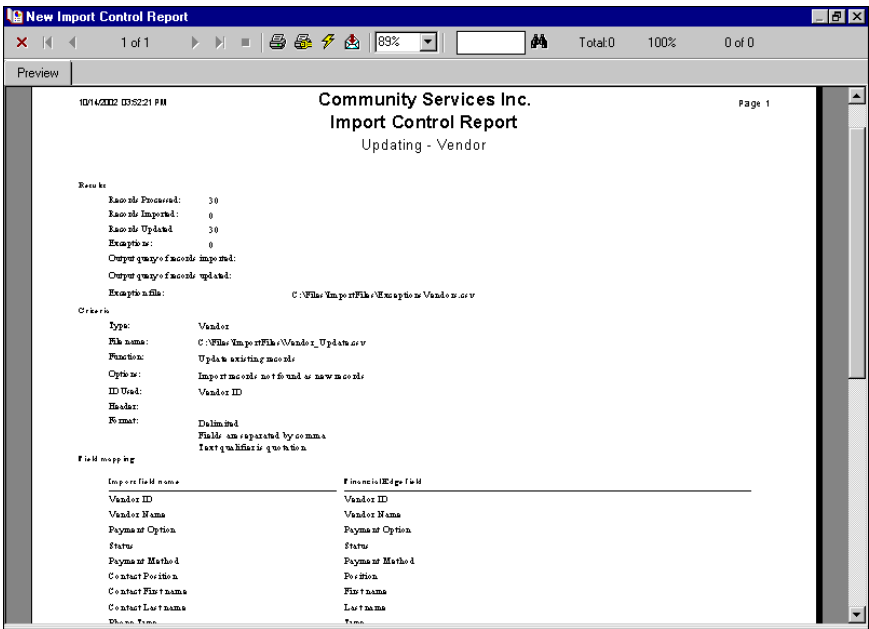 New Import Control Report
1 of 1 89% Total:0 100% 0 of 0
Preview
10/14/2002 03:52:21 PM Community Services Inc. Page 1
Import Control Report
Updating - Vendor
Results
Records Processed: 30
Records Imported: 0
Records Updated 30
Exceptions: 0
Output query of records imported:
Output query of records updated:
Exception file: C:\Files\ImportFiles\ExceptionsVendors.csv
Criteria
Type: Vendor
File name: C:\Files\ImportFiles\Vendor_Update.csv
Function: Update existing records
Options: Import records not found as new records
ID Used: Vendor ID
Header:
Format: Delimited
Fields are separated by comma
Text qualifier is quotation
Field mapping
Import field name Financial Edge field
Vendor ID Vendor ID
Vendor Name Vendor Name
Payment Option Payment Option
Status Status
Payment Method Payment Method
Contact Position Position
Contact First name First name
Contact Last name Last name
Phone Type Type